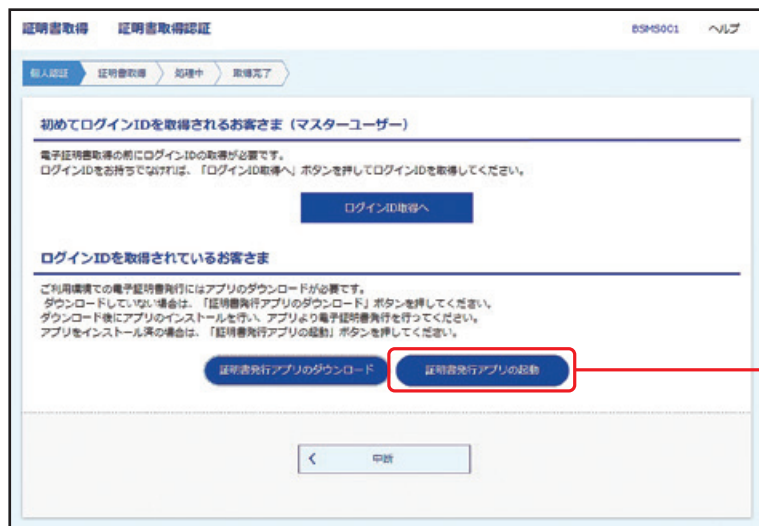 証明書取得 証明書取得認証 BSMS001 ヘルプ
個人認証 証明書取得 処理中 取得完了
初めてログインIDを取得されるお客さま（マスターユーザー）
電子証明書取得の前にログインIDの取得が必要です。
ログインIDをお持ちでなければ、「ログインID取得へ」ボタンを押してログインIDを取得してください。
ログインID取得へ
ログインIDを取得されているお客さま
ご利用環境での電子証明書発行にはアプリのダウンロードが必要です。
ダウンロードしていない場合は、「証明書発行アプリのダウンロード」ボタンを押してください。
ダウンロード後にアプリのインストールを行い、アプリより電子証明書発行を行ってください。
アプリをインストール済の場合は、「証明書発行アプリの起動」ボタンを押してください。
証明書発行アプリのダウンロード 証明書発行アプリの起動
中断